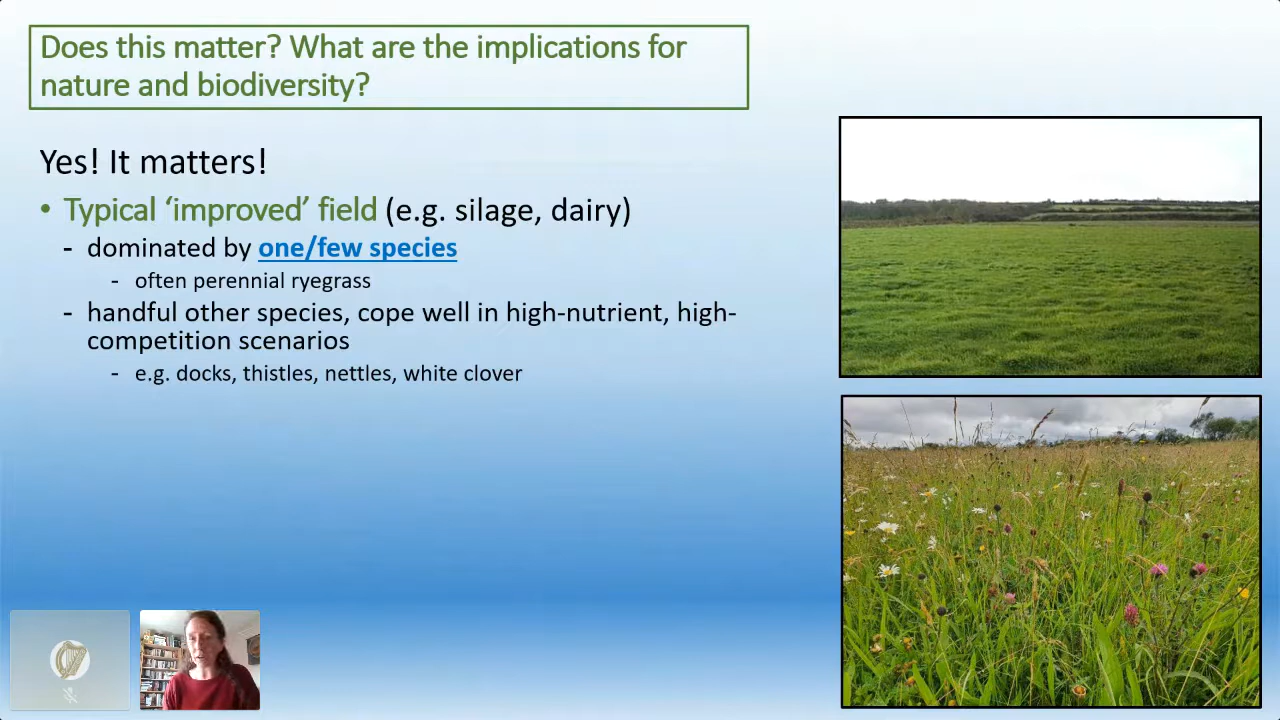 Does this matter? What are the implications for
nature and biodiversity?
Yes! It matters!
• Typical ‘improved’ field (e.g. silage, dairy)
- dominated by one/few species
- often perennial ryegrass
- handful other species, cope well in high-nutrient, high-
competition scenarios
- e.g. docks, thistles, nettles, white clover